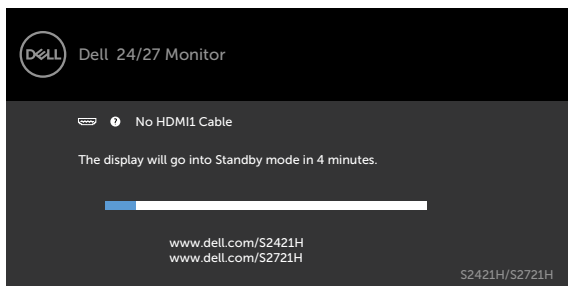 DELL
Dell 24/27 Monitor
? No HDMI1 Cable
The display will go into Standby mode in 4 minutes.
www.dell.com/S2421H
www.dell.com/S2721H
S2421H/S2721H